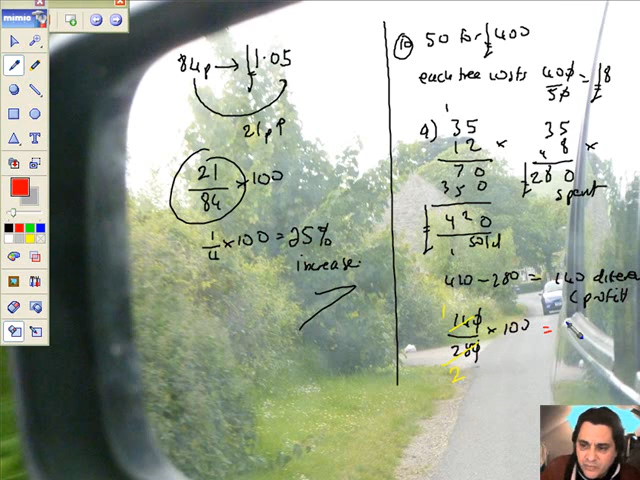 mimio
84p → £1.05
21p ↑
21/84 × 100
1/4 × 100 = 25%
increase
(10) 50 for £400
each tree costs 400/50 = £8
a) 35
12 ×
70
350
£420
sold
35
8 ×
£280
spent
420 - 280 = 140
(profit)
1
140/280 × 100 =
2